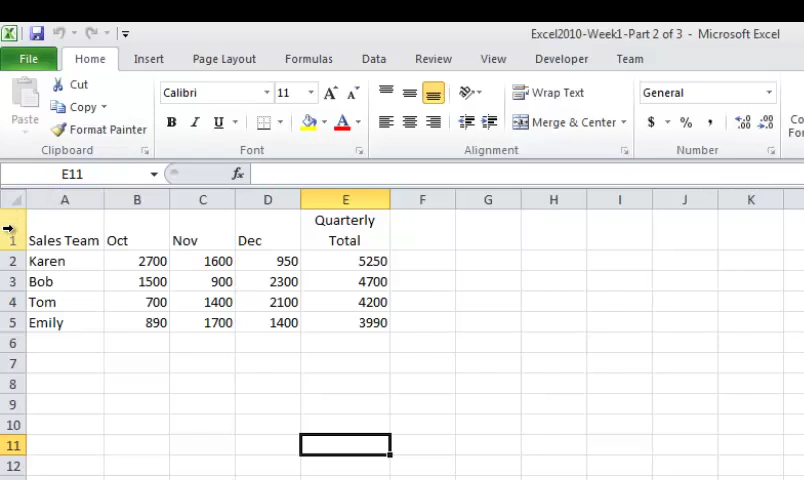 Excel2010-Week1-Part 2 of 3 - Microsoft Excel
File Home Insert Page Layout Formulas Data Review View Developer Team
Paste
Cut
Copy
Format Painter
Clipboard
Calibri 11 A A
B I U A
Font
Wrap Text
Merge & Center
Alignment
General
$ % ,
.00 .0
Number
Co
For
E11 fx
A B C D E F G H I J K
1 Sales Team Oct Nov Dec Quarterly Total
2 Karen 2700 1600 950 5250
3 Bob 1500 900 2300 4700
4 Tom 700 1400 2100 4200
5 Emily 890 1700 1400 3990
6
7
8
9
10
11
12